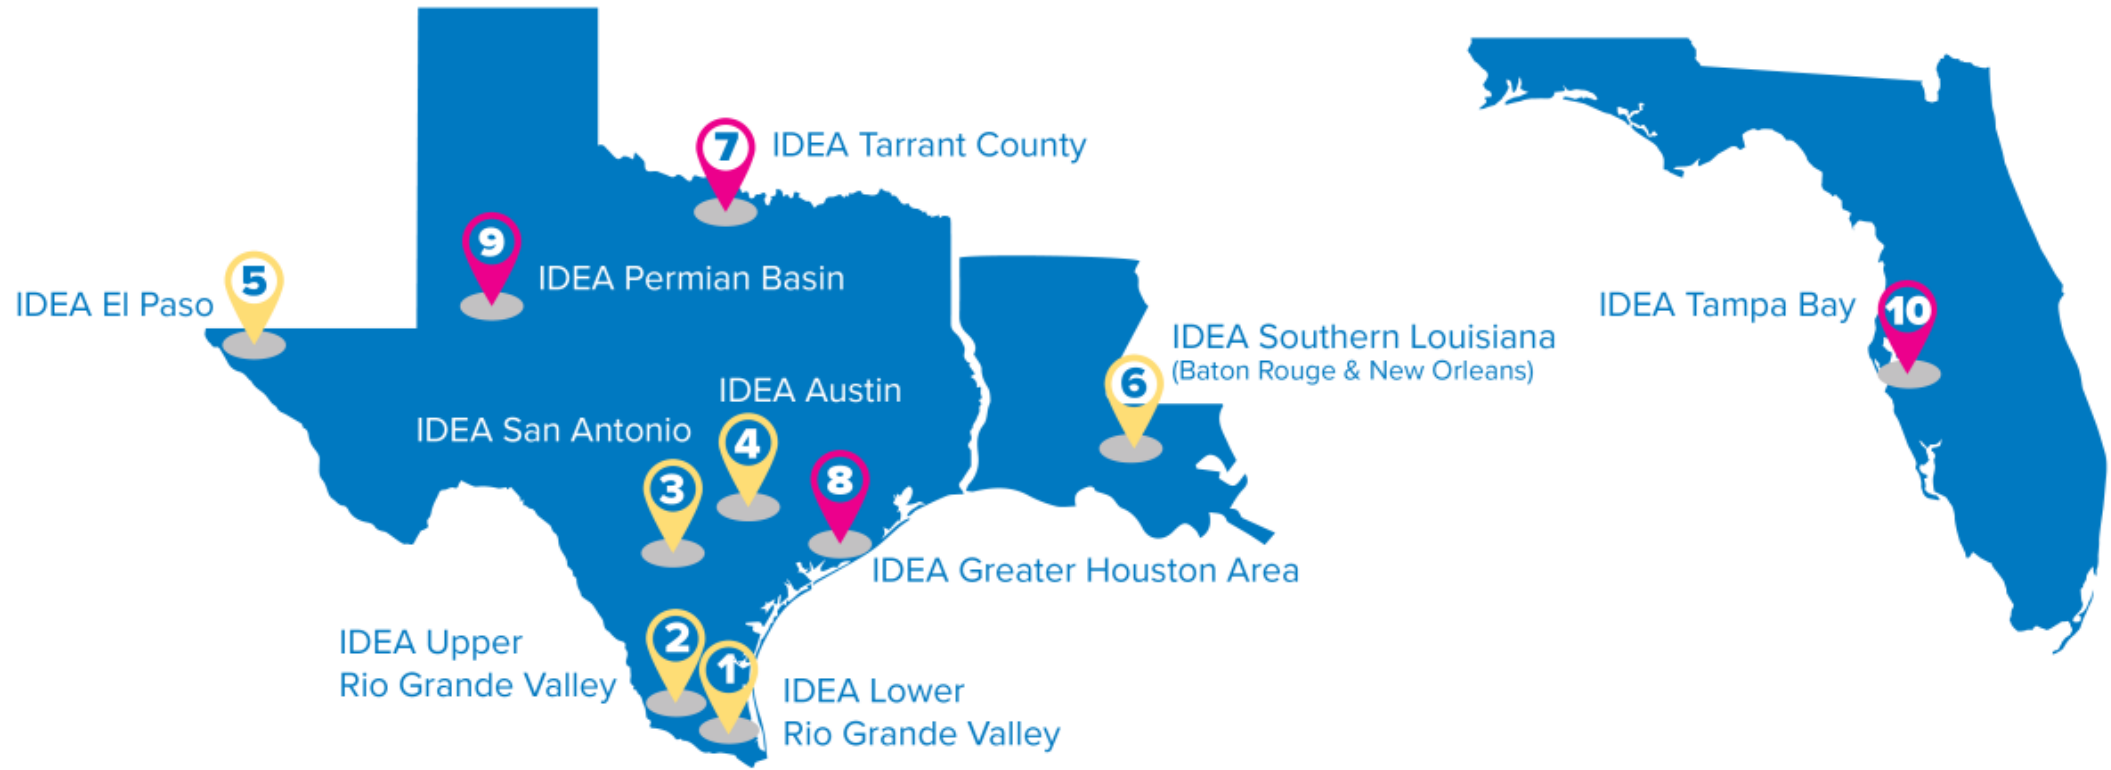 7
IDEA Tarrant County
9
IDEA Permian Basin
5
IDEA El Paso
IDEA Austin
4
IDEA San Antonio
3
8
IDEA Greater Houston Area
6
IDEA Southern Louisiana
(Baton Rouge & New Orleans)
IDEA Upper
Rio Grande Valley
2
1
IDEA Lower
Rio Grande Valley
IDEA Tampa Bay
10